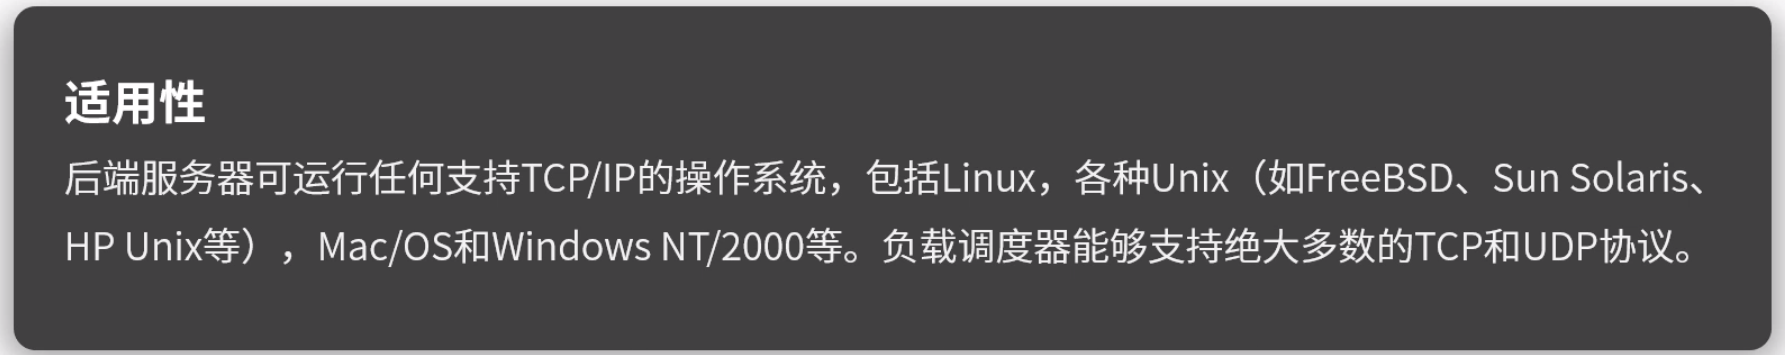 适用性
后端服务器可运行任何支持TCP/IP的操作系统，包括Linux，各种Unix（如FreeBSD、Sun Solaris、
HP Unix等），Mac/OS和Windows NT/2000等。负载调度器能够支持绝大多数的TCP和UDP协议。